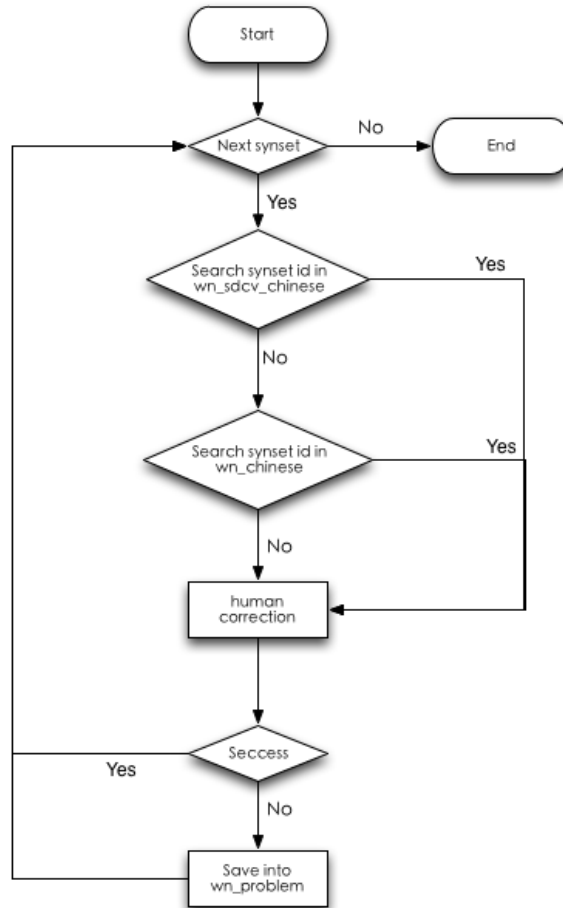 Start
Next synset
No
End
Yes
Search synset id in
wn_sdcv_chinese
Yes
No
Search synset id in
wn_chinese
Yes
No
human
correction
Seccess
Yes
No
Save into
wn_problem